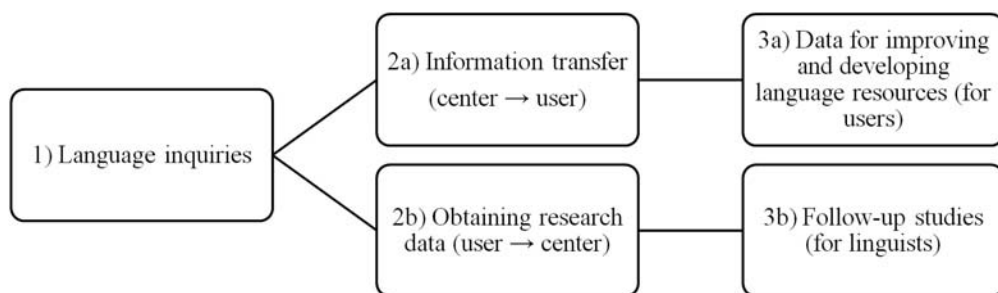 1) Language inquiries
2a) Information transfer
(center → user)
3a) Data for improving
and developing
language resources (for
users)
2b) Obtaining research
data (user → center)
3b) Follow-up studies
(for linguists)